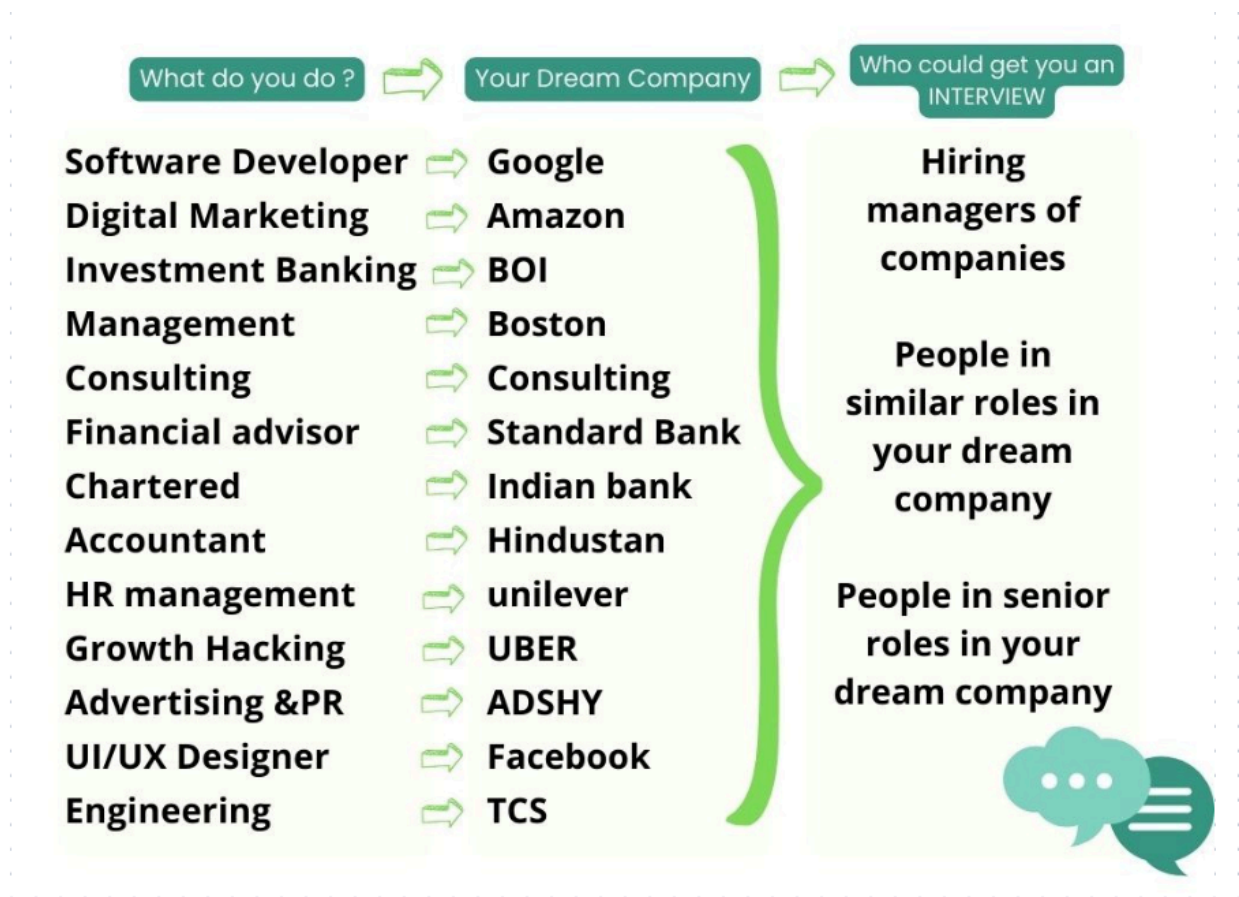 What do you do ?
Your Dream Company
Who could get you an
INTERVIEW
Software Developer
Digital Marketing
Investment Banking
Management
Consulting
Financial advisor
Chartered
Accountant
HR management
Growth Hacking
Advertising &PR
UI/UX Designer
Engineering
Google
Amazon
BOI
Boston
Consulting
Standard Bank
Indian bank
Hindustan
unilever
UBER
ADSHY
Facebook
TCS
Hiring
managers of
companies
People in
similar roles in
your dream
company
People in senior
roles in your
dream company